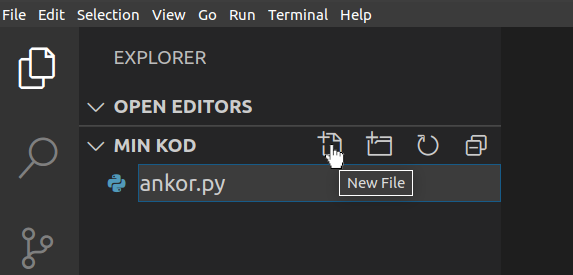 File Edit Selection View Go Run Terminal Help
EXPLORER
OPEN EDITORS
MIN KOD
ankor.py
New File